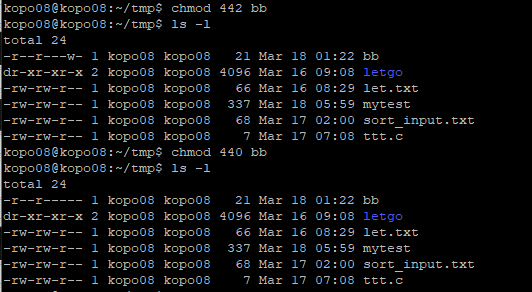 kopo08@kopo08:~/tmp$ chmod 442 bb
kopo08@kopo08:~/tmp$ ls -l
total 24
-r--r---w- 1 kopo08 kopo08   21 Mar 18 01:22 bb
dr-xr-xr-x 2 kopo08 kopo08 4096 Mar 16 09:08 letgo
-rw-rw-r-- 1 kopo08 kopo08   66 Mar 16 08:29 let.txt
-rw-rw-r-- 1 kopo08 kopo08  337 Mar 18 05:59 mytest
-rw-rw-r-- 1 kopo08 kopo08   68 Mar 17 02:00 sort_input.txt
-rw-rw-r-- 1 kopo08 kopo08    7 Mar 17 07:08 ttt.c
kopo08@kopo08:~/tmp$ chmod 440 bb
kopo08@kopo08:~/tmp$ ls -l
total 24
-r--r----- 1 kopo08 kopo08   21 Mar 18 01:22 bb
dr-xr-xr-x 2 kopo08 kopo08 4096 Mar 16 09:08 letgo
-rw-rw-r-- 1 kopo08 kopo08   66 Mar 16 08:29 let.txt
-rw-rw-r-- 1 kopo08 kopo08  337 Mar 18 05:59 mytest
-rw-rw-r-- 1 kopo08 kopo08   68 Mar 17 02:00 sort_input.txt
-rw-rw-r-- 1 kopo08 kopo08    7 Mar 17 07:08 ttt.c